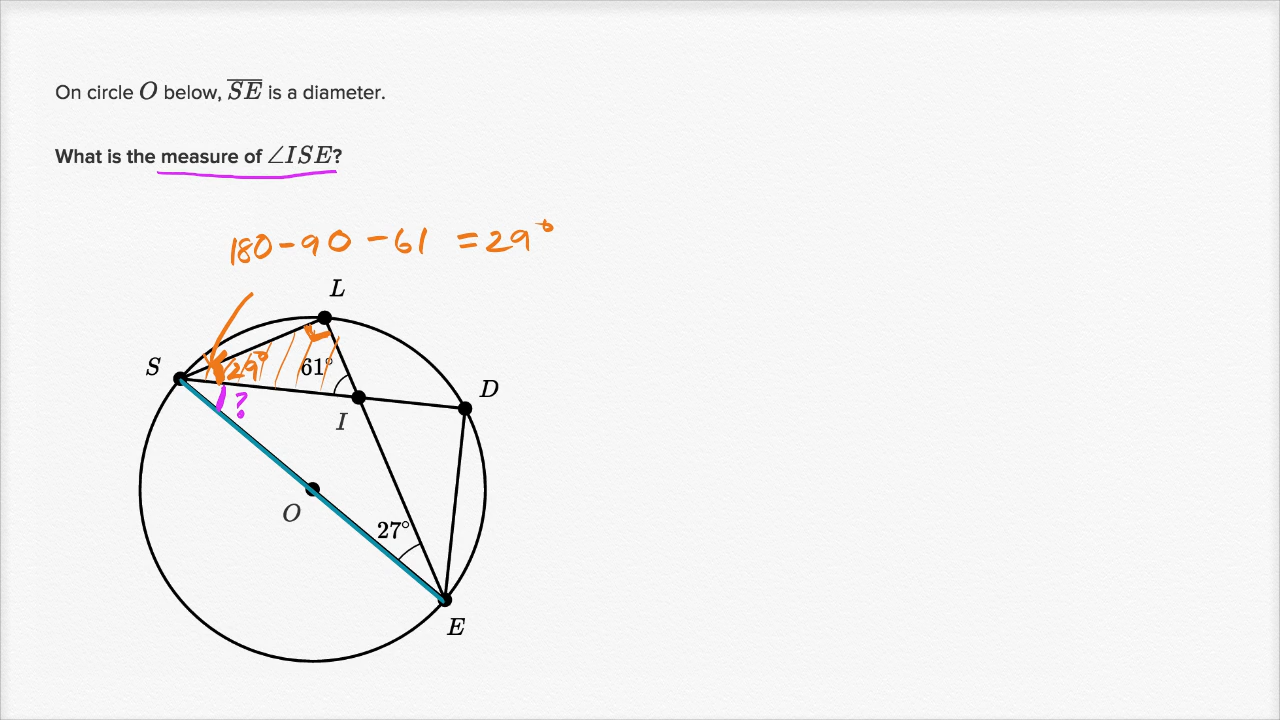 On circle O below, SE is a diameter.
What is the measure of ∠ISE?
180-90-61 =29°
L
S
29°
61°
D
?
I
O
27°
E